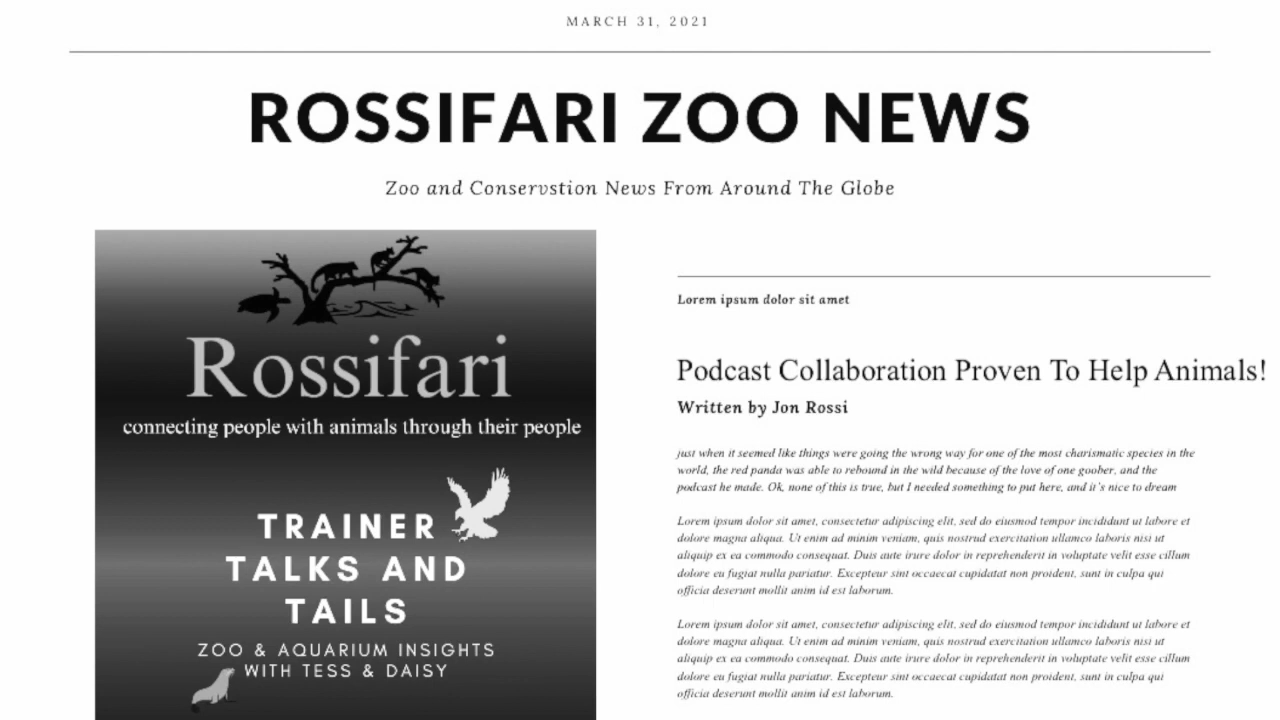 MARCH 31, 2021
ROSSIFARI ZOO NEWS
Zoo and Conservstion News From Around The Globe
Rossifari
connecting people with animals through their people
TRAINER
TALKS AND
TAILS
ZOO & AQUARIUM INSIGHTS
WITH TESS & DAISY
Lorem ipsum dolor sit amet
Podcast Collaboration Proven To Help Animals!
Written by Jon Rossi
just when it seemed like things were going the wrong way for one of the most charismatic species in the
world, the red panda was able to rebound in the wild because of the love of one goober, and the
podcast he made. Ok, none of this is true, but I needed something to put here, and it's nice to dream
Lorem ipsum dolor sit amet, consectetur adipiscing elit, sed do eiusmod tempor incididunt ut labore et
dolore magna aliqua. Ut enim ad minim veniam, quis nostrud exercitation ullamco laboris nisi ut
aliquip ex ea commodo consequat. Duis aute irure dolor in reprehenderit in voluptate velit esse cillum
dolore eu fugiat nulla pariatur. Excepteur sint occaecat cupidatat non proident, sunt in culpa qui
officia deserunt mollit anim id est laborum.
Lorem ipsum dolor sit amet, consectetur adipiscing elit, sed do eiusmod tempor incididunt ut labore et
dolore magna aliqua. Ut enim ad minim veniam, quis nostrud exercitation ullamco laboris nisi ut
aliquip ex ea commodo consequat. Duis aute irure dolor in reprehenderit in voluptate velit esse cillum
dolore eu fugiat nulla pariatur. Excepteur sint occaecat cupidatat non proident, sunt in culpa qui
officia deserunt mollit anim id est laborum.